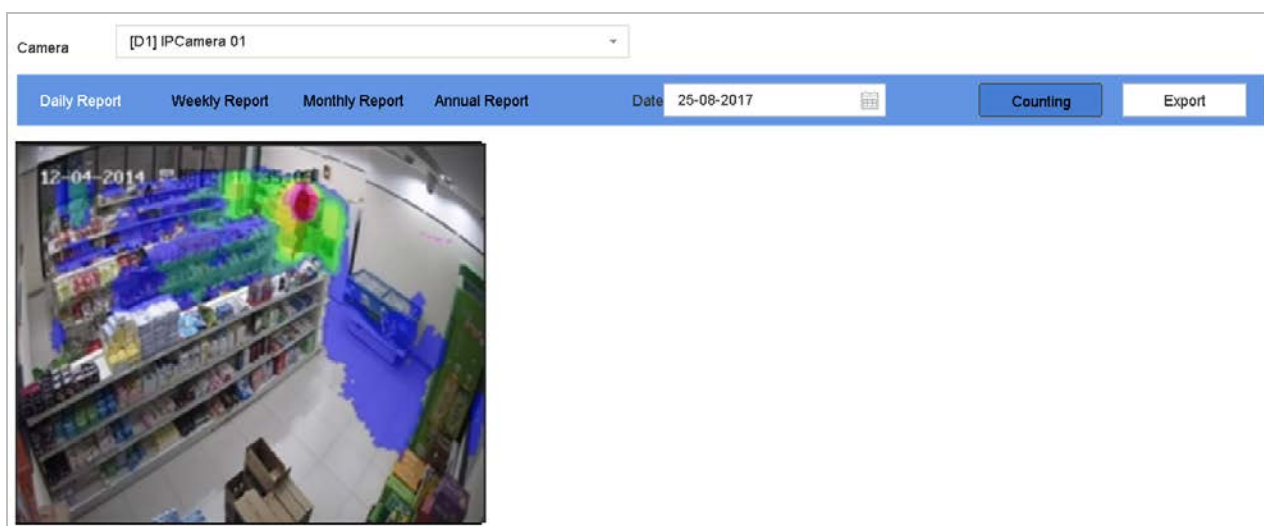 Camera [D1] IPCamera 01
Daily Report Weekly Report Monthly Report Annual Report Date 25-08-2017 Counting Export
12-04-2014